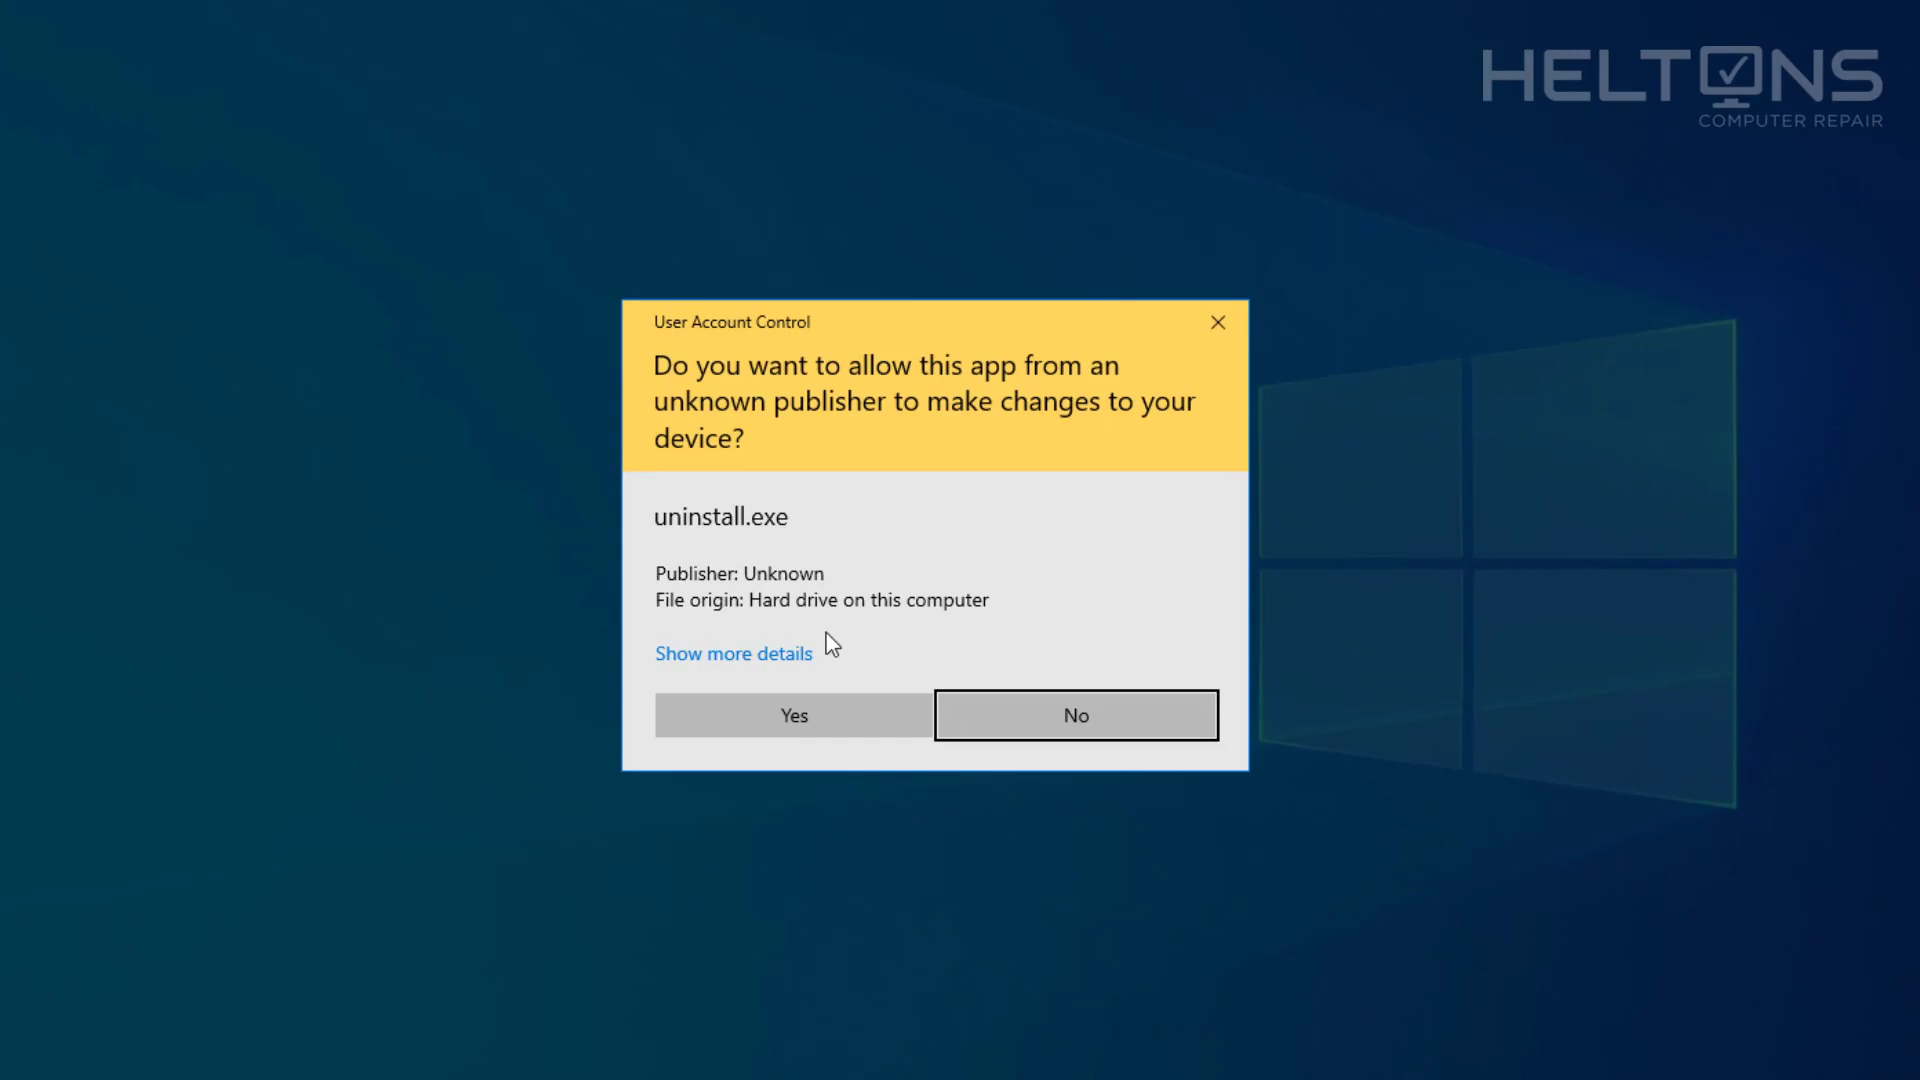 HELTONS
COMPUTER REPAIR
User Account Control
Do you want to allow this app from an
unknown publisher to make changes to your
device?
uninstall.exe
Publisher: Unknown
File origin: Hard drive on this computer
Show more details
Yes
No